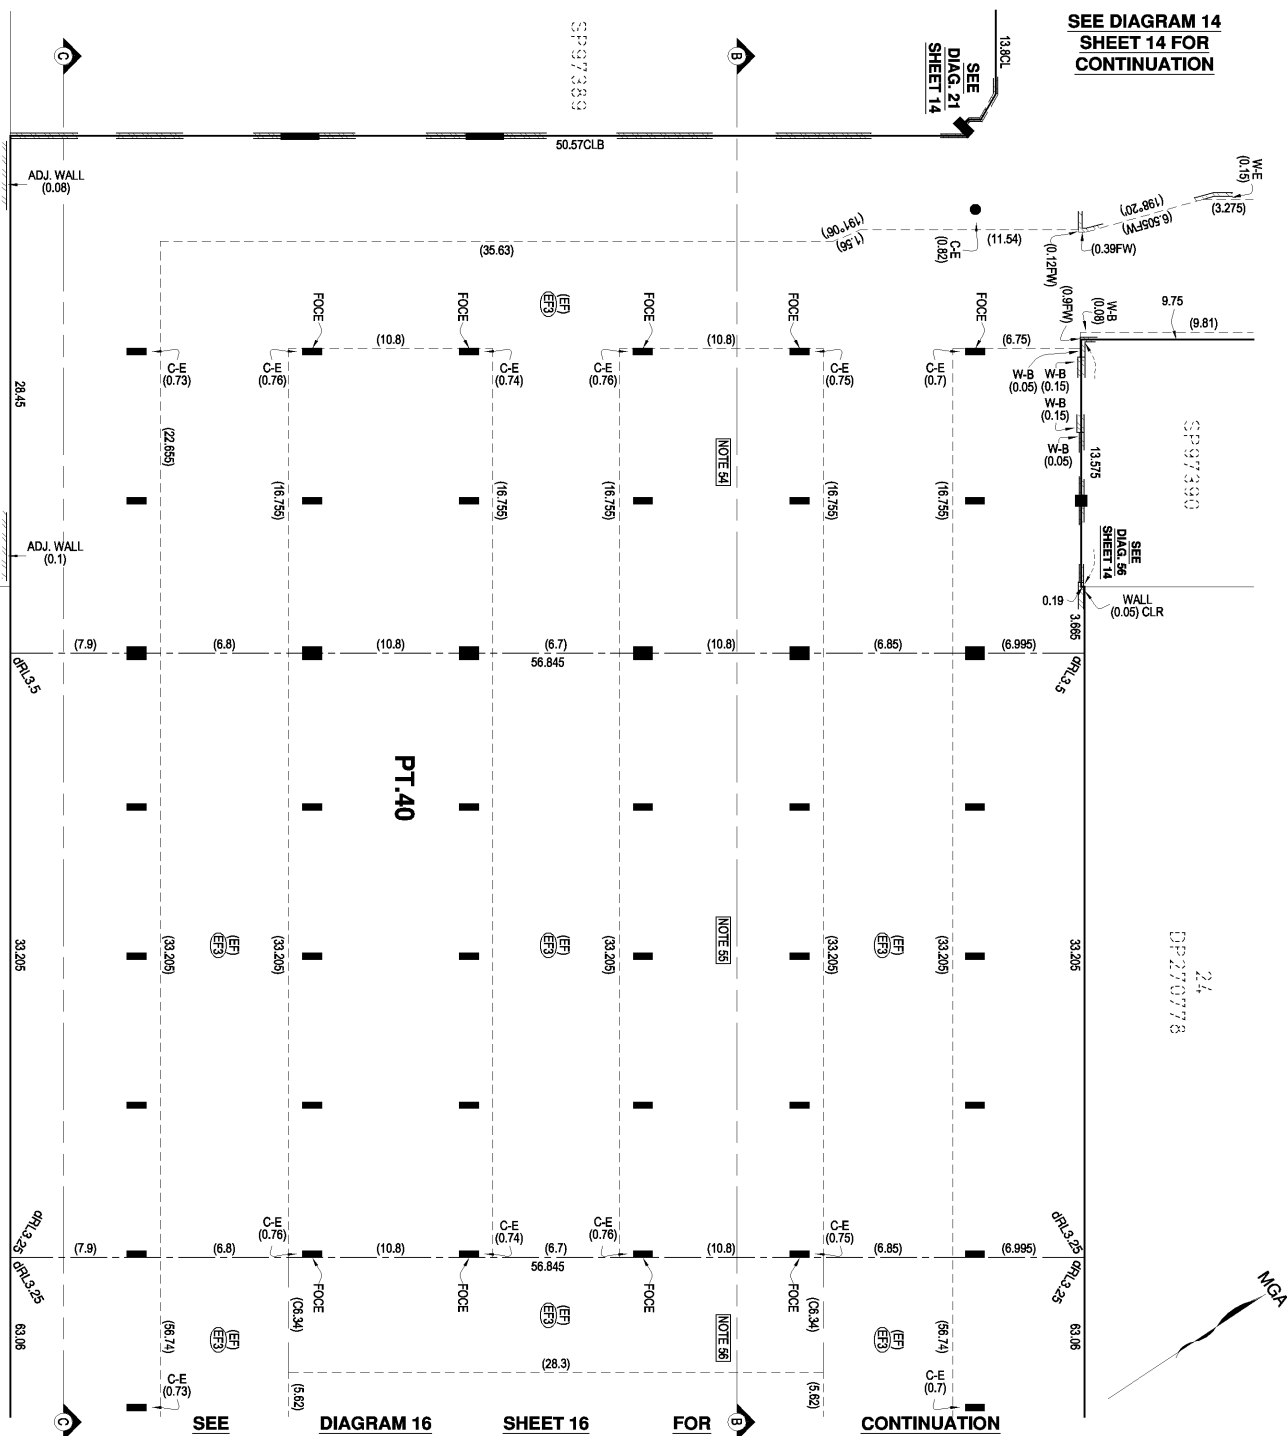 SEE DIAGRAM 14
SHEET 14 FOR
CONTINUATION
SP97389
C
B
13.8CL
SEE
DIAG. 21
SHEET 14
50.57CLB
ADJ. WALL
(0.08)
W-E
(0.15)
(3.275)
(198°20')
(6.505FW)
(191°06')
(1.56)
C-E
(0.82)
(11.54)
(0.39FW)
(0.12FW)
(35.63)
(0.9FW)
W-B
(0.08)
9.75
(9.81)
FOCE
FOCE
(EF)
EF3
FOCE
FOCE
FOCE
(10.8)
(10.8)
(6.75)
C-E
(0.73)
C-E
(0.76)
C-E
(0.74)
C-E
(0.76)
C-E
(0.75)
C-E
(0.7)
W-B
(0.05)
W-B
(0.15)
W-B
(0.15)
W-B
(0.05)
13.575
SP97390
28.45
(22.655)
(16.755)
(16.755)
(16.755)
NOTE 54
(16.755)
(16.755)
ADJ. WALL
(0.1)
SEE
DIAG. 56
SHEET 14
0.19
WALL
(0.05) CLR
3.665
(7.9)
(6.8)
(10.8)
(6.7)
(10.8)
(6.85)
(6.995)
56.845
dRL3.5
dRL3.5
PT.40
33.205
(33.205)
(EF)
EF3
(33.205)
(EF)
EF3
(33.205)
NOTE 55
(33.205)
(EF)
EF3
(33.205)
33.205
24
DP270778
C-E
(0.76)
C-E
(0.74)
C-E
(0.76)
C-E
(0.75)
dRL3.25
dRL3.25
(7.9)
(6.8)
(10.8)
(6.7)
(10.8)
(6.85)
(6.995)
56.845
dRL3.25
dRL3.25
FOCE
FOCE
FOCE
FOCE
MGA
63.06
(56.74)
(EF)
EF3
(C6.34)
(EF)
EF3
NOTE 56
(C6.34)
(EF)
EF3
(56.74)
63.06
(28.3)
C-E
(0.73)
(5.62)
(5.62)
C-E
(0.7)
C
B
SEE DIAGRAM 16 SHEET 16 FOR CONTINUATION